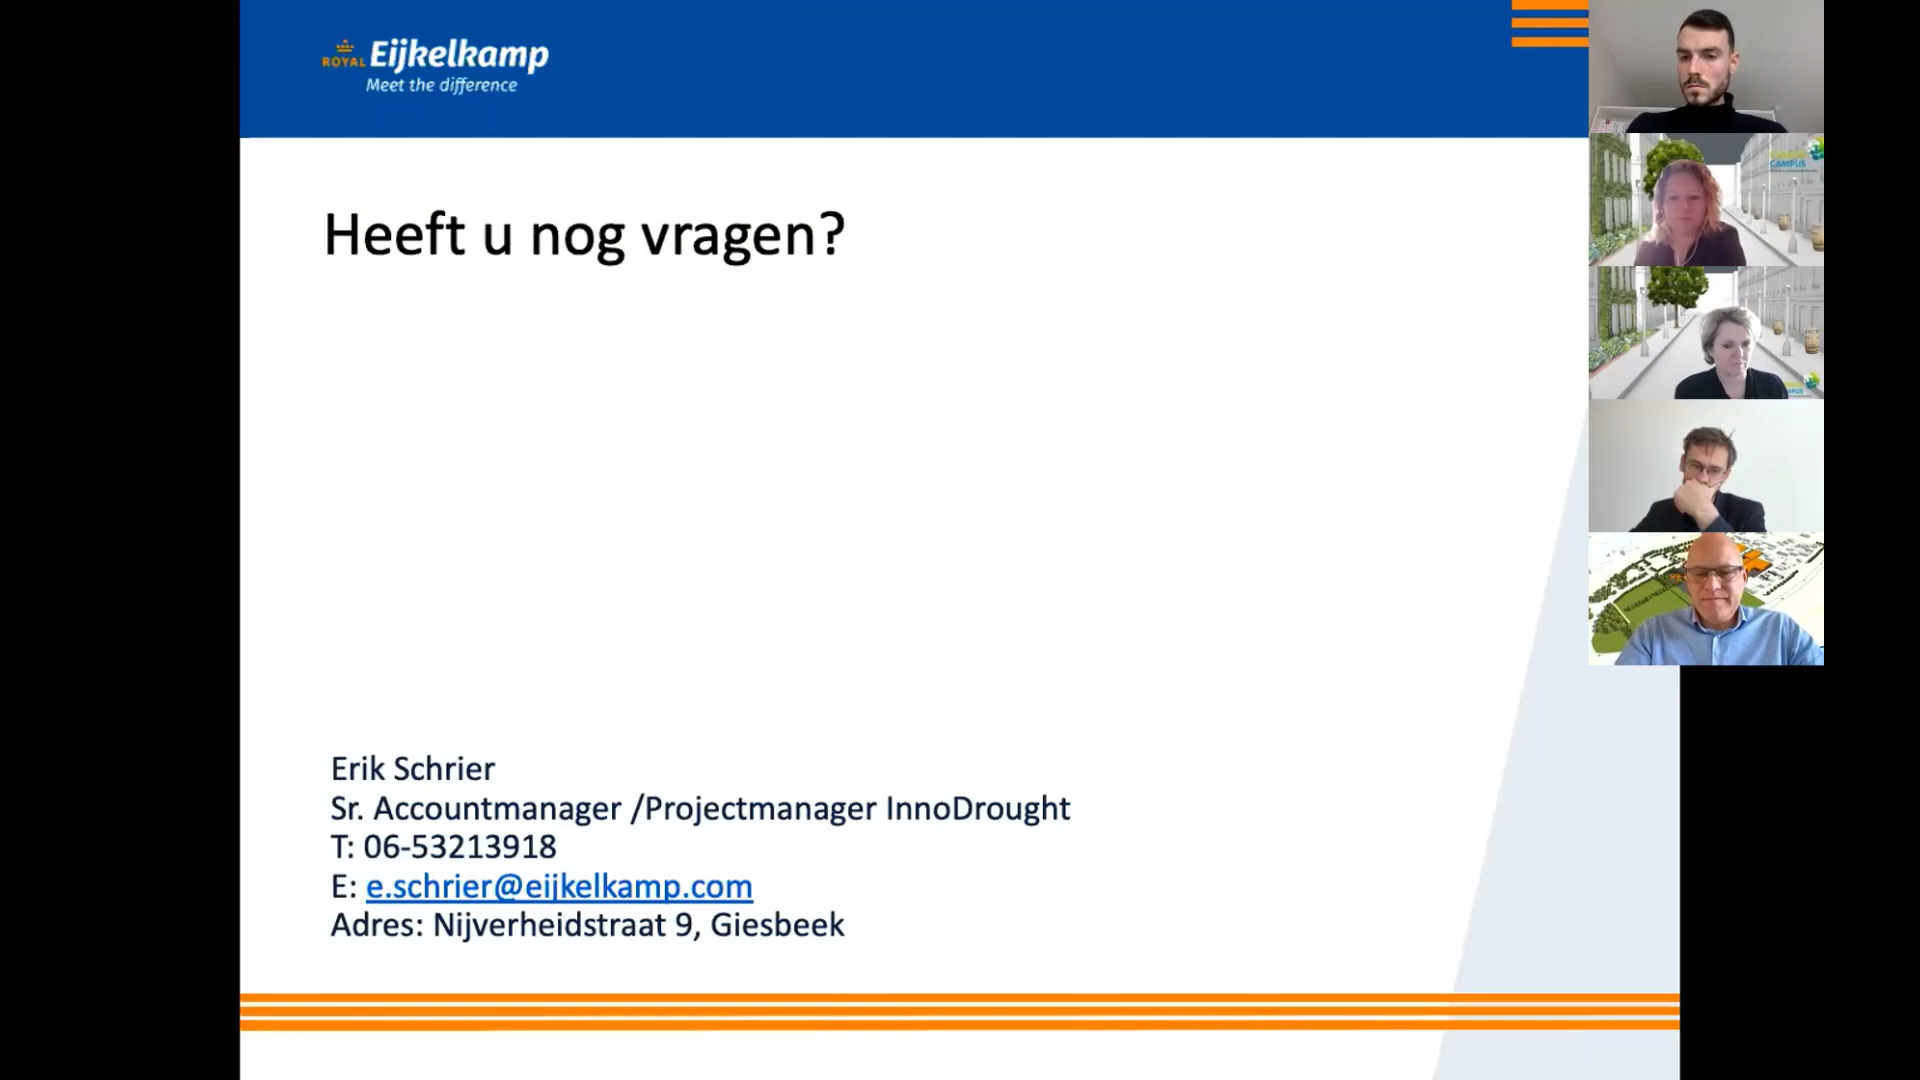 ROYAL Eijkelkamp
Meet the difference
CAMPUS
Heeft u nog vragen?
Erik Schrier
Sr. Accountmanager /Projectmanager InnoDrought
T: 06-53213918
E: e.schrier@eijkelkamp.com
Adres: Nijverheidstraat 9, Giesbeek